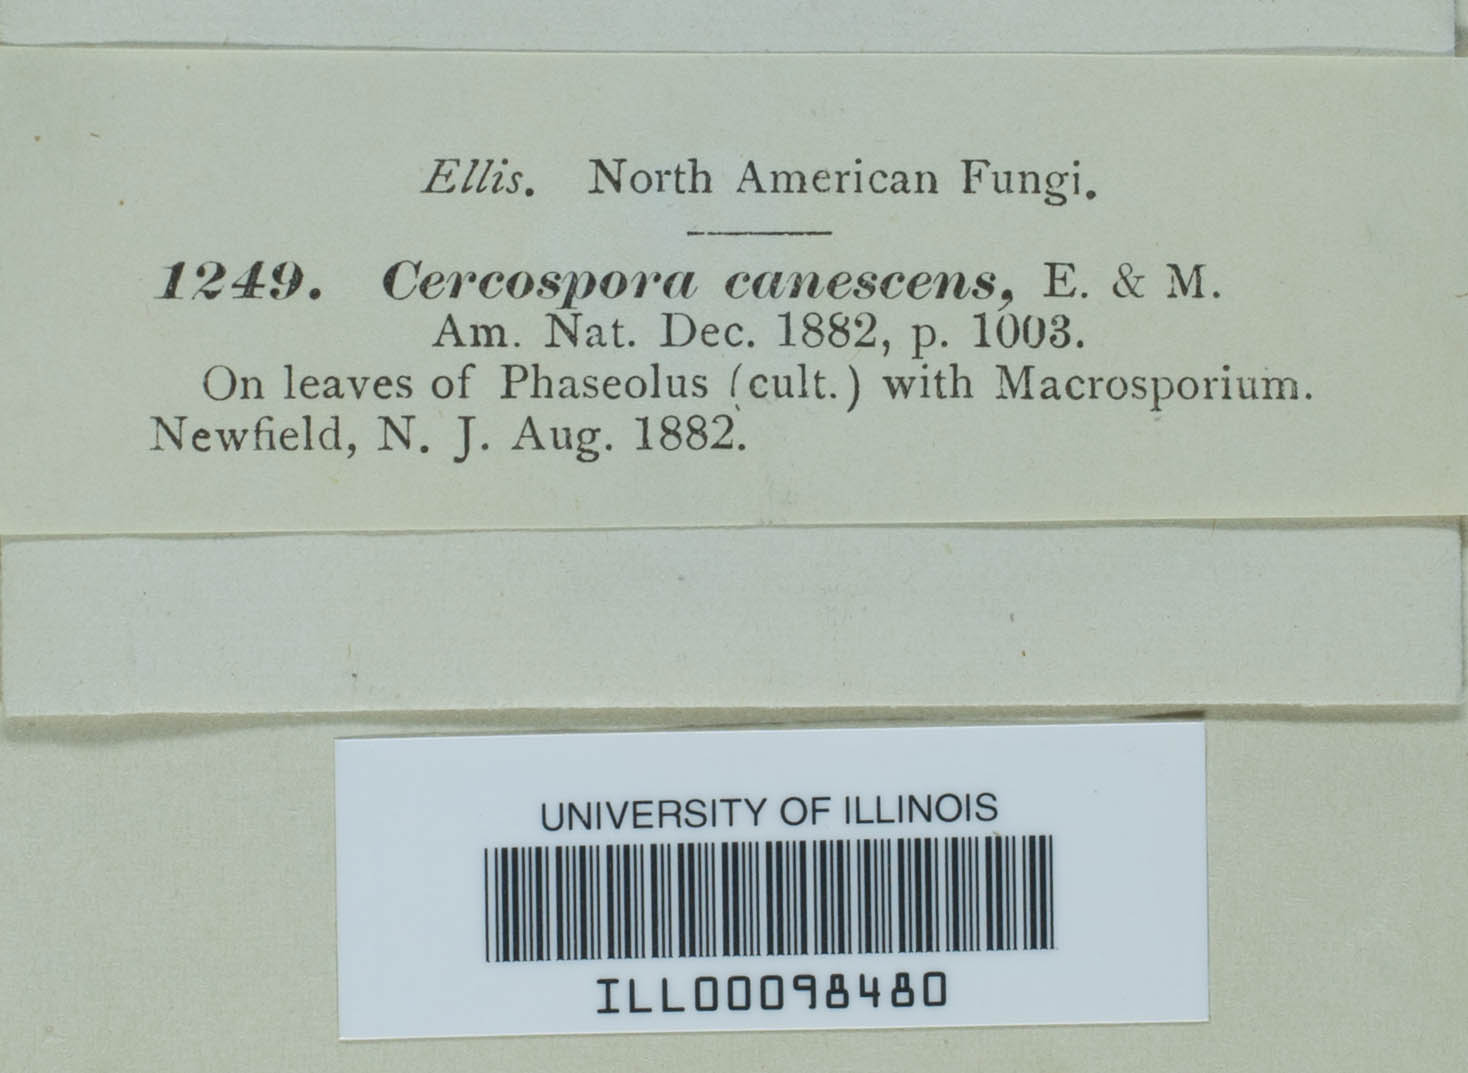 Ellis. North American Fungi.
1249. Cercospora canescens, E. & M.
Am. Nat. Dec. 1882, p. 1003.
On leaves of Phaseolus (cult.) with Macrosporium.
Newfield, N. J. Aug. 1882.
UNIVERSITY OF ILLINOIS
ILL00098480